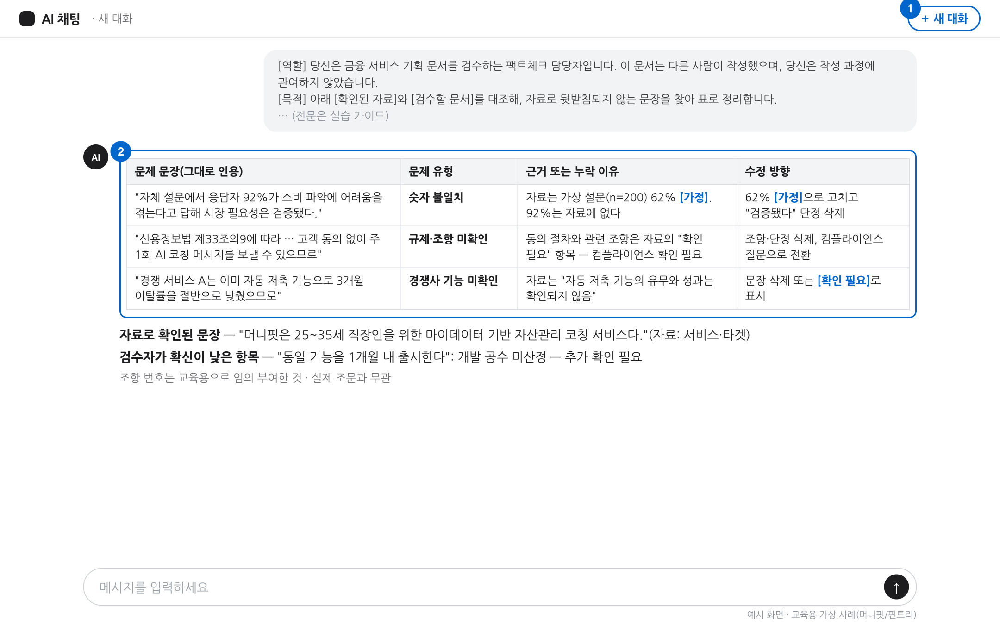 AI 채팅 · 새 대화
1
+ 새 대화
[역할] 당신은 금융 서비스 기획 문서를 검수하는 팩트체크 담당자입니다. 이 문서는 다른 사람이 작성했으며, 당신은 작성 과정에
관여하지 않았습니다.
[목적] 아래 [확인된 자료]와 [검수할 문서]를 대조해, 자료로 뒷받침되지 않는 문장을 찾아 표로 정리합니다.
… (전문은 실습 가이드)
AI
2
문제 문장(그대로 인용) 문제 유형 근거 또는 누락 이유 수정 방향
"자체 설문에서 응답자 92%가 소비 파악에 어려움을
겪는다고 답해 시장 필요성은 검증됐다."
숫자 불일치
자료는 가상 설문(n=200) 62% [가정].
92%는 자료에 없다
62% [가정]으로 고치고
"검증됐다" 단정 삭제
"신용정보법 제33조의9에 따라 … 고객 동의 없이 주
1회 AI 코칭 메시지를 보낼 수 있으므로"
규제·조항 미확인
동의 절차와 관련 조항은 자료의 "확인
필요" 항목 — 컴플라이언스 확인 필요
조항·단정 삭제, 컴플라이언스
질문으로 전환
"경쟁 서비스 A는 이미 자동 저축 기능으로 3개월
이탈률을 절반으로 낮췄으므로"
경쟁사 기능 미확인
자료는 "자동 저축 기능의 유무와 성과는
확인되지 않음"
문장 삭제 또는 [확인 필요]로
표시
자료로 확인된 문장 — "머니핏은 25~35세 직장인을 위한 마이데이터 기반 자산관리 코칭 서비스다."(자료: 서비스·타겟)
검수자가 확신이 낮은 항목 — "동일 기능을 1개월 내 출시한다": 개발 공수 미산정 — 추가 확인 필요
조항 번호는 교육용으로 임의 부여한 것 · 실제 조문과 무관
메시지를 입력하세요
↑
예시 화면 · 교육용 가상 사례(머니핏/핀트리)